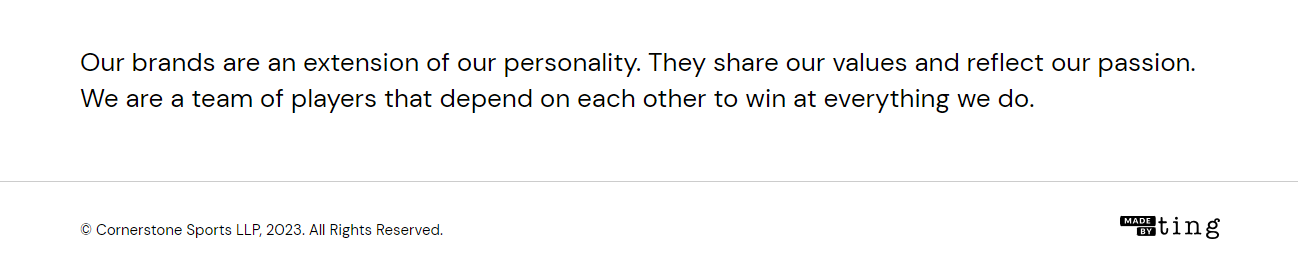 Our brands are an extension of our personality. They share our values and reflect our passion.
We are a team of players that depend on each other to win at everything we do.
© Cornerstone Sports LLP, 2023. All Rights Reserved.
MADE BY ting